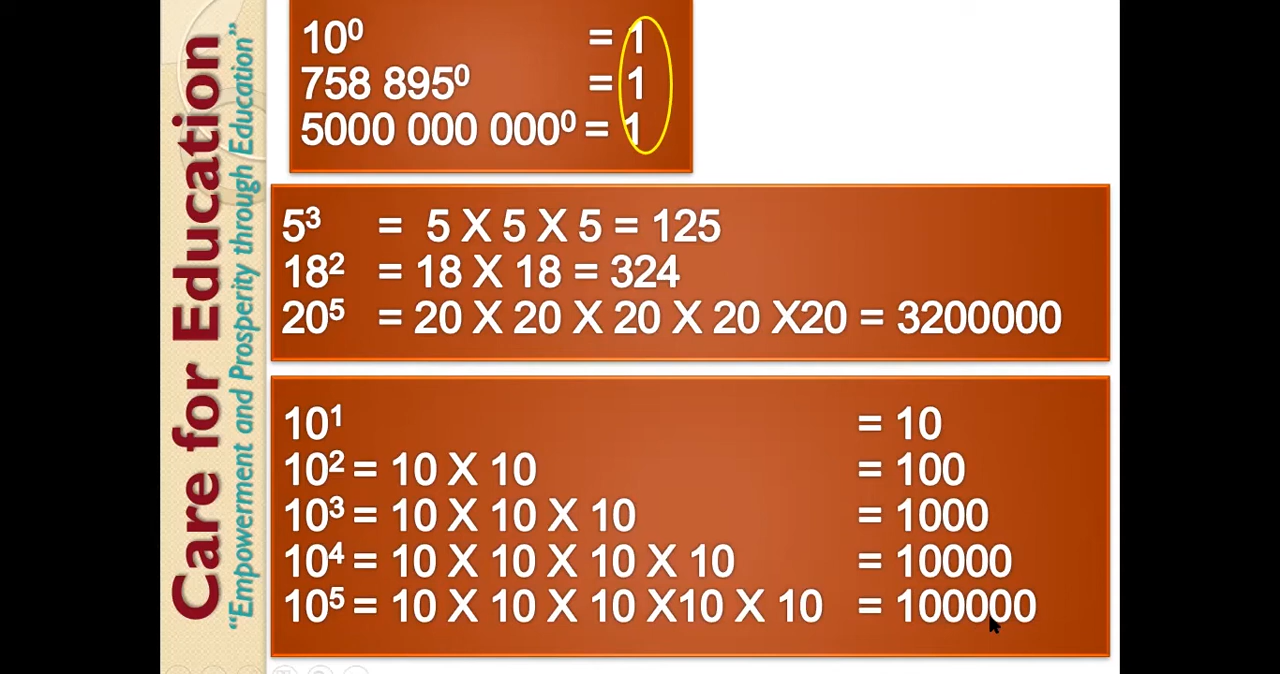 Care for Education
“Empowerment and Prosperity through Education”
10⁰ = 1
758 895⁰ = 1
5000 000 000⁰ = 1
5³ = 5 X 5 X 5 = 125
18² = 18 X 18 = 324
20⁵ = 20 X 20 X 20 X 20 X20 = 3200000
10¹ = 10
10² = 10 X 10 = 100
10³ = 10 X 10 X 10 = 1000
10⁴ = 10 X 10 X 10 X 10 = 10000
10⁵ = 10 X 10 X 10 X10 X 10 = 100000